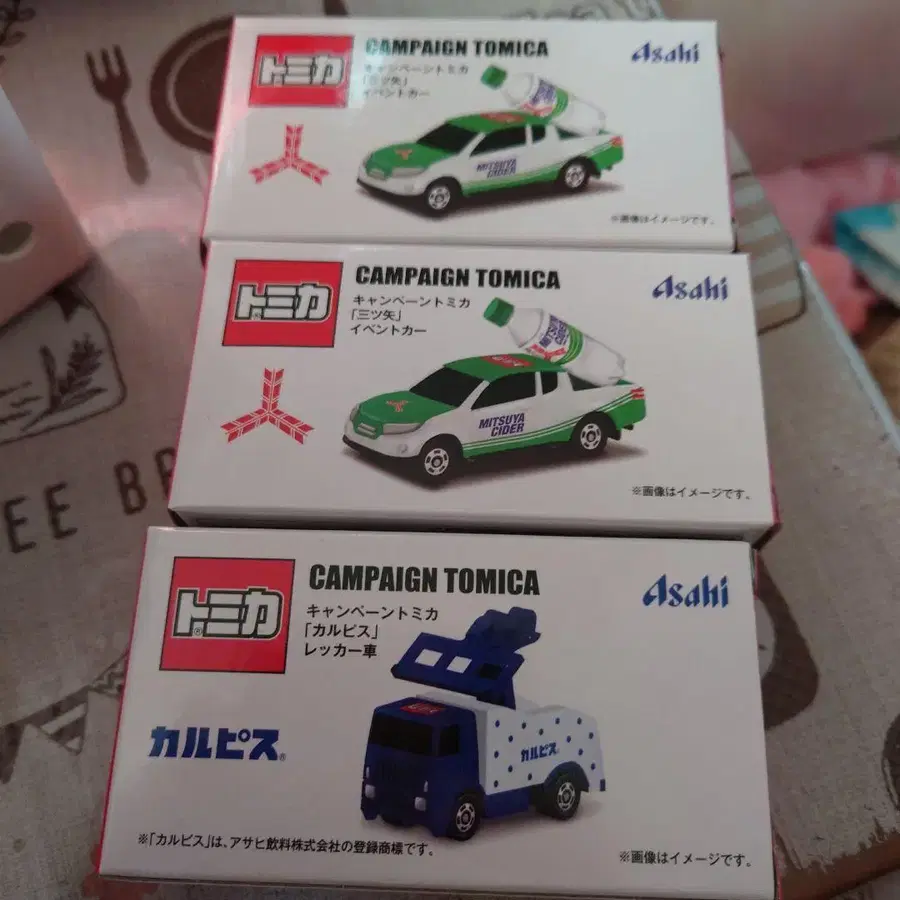 トミカ
CAMPAIGN TOMICA
キャンペーントミカ
「三ツ矢」
イベントカー
Asahi
MITSUYA
CIDER
※画像はイメージです。
トミカ®
CAMPAIGN TOMICA
キャンペーントミカ
「三ツ矢」
イベントカー
Asahi
MITSUYA
CIDER
※画像はイメージです。
トミカ®
CAMPAIGN TOMICA
キャンペーントミカ
「カルピス」
レッカー車
Asahi
カルピス®
カルピス
※「カルピス」は、アサヒ飲料株式会社の登録商標です。
※画像はイメージです。